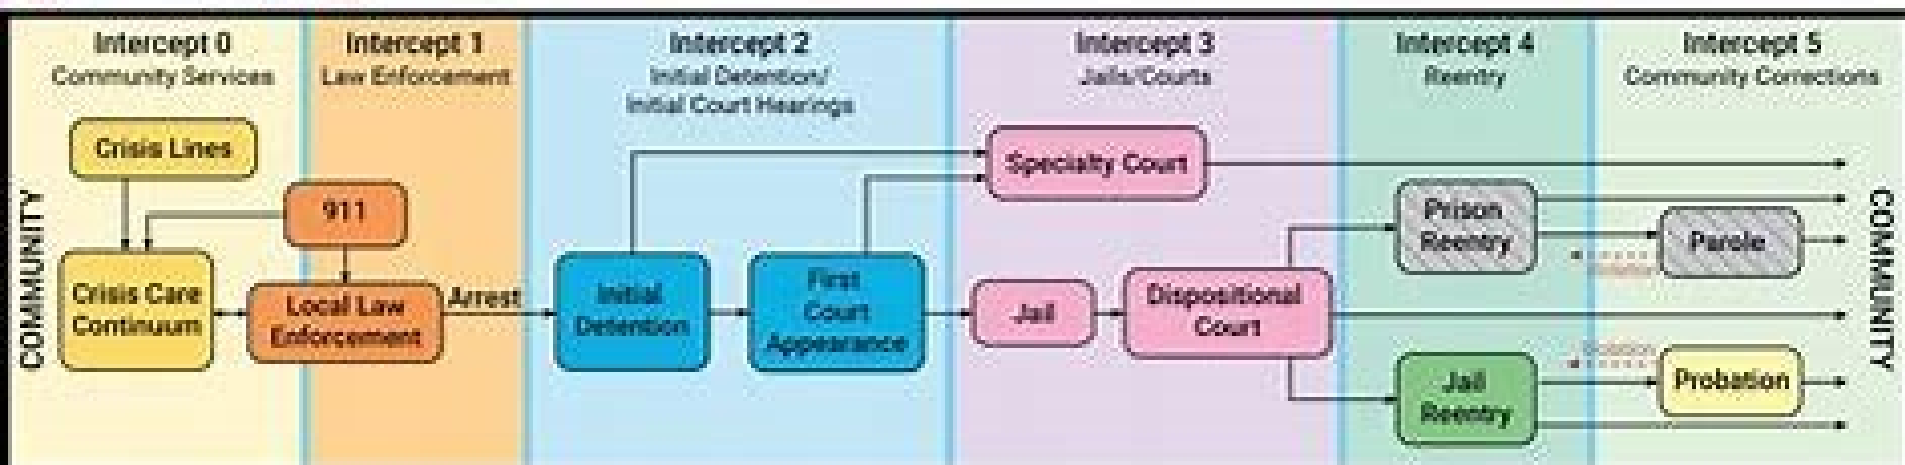 Intercept 0
Community Services
Intercept 1
Law Enforcement
Intercept 2
Initial Detention/
Initial Court Hearings
Intercept 3
Jails/Courts
Intercept 4
Reentry
Intercept 5
Community Corrections
COMMUNITY
Crisis Lines
911
Crisis Care
Continuum
Local Law
Enforcement
Arrest
Initial
Detention
First
Court
Appearance
Specialty Court
Jail
Dispositional
Court
Prison
Reentry
Parole
Jail
Reentry
Probation
COMMUNITY